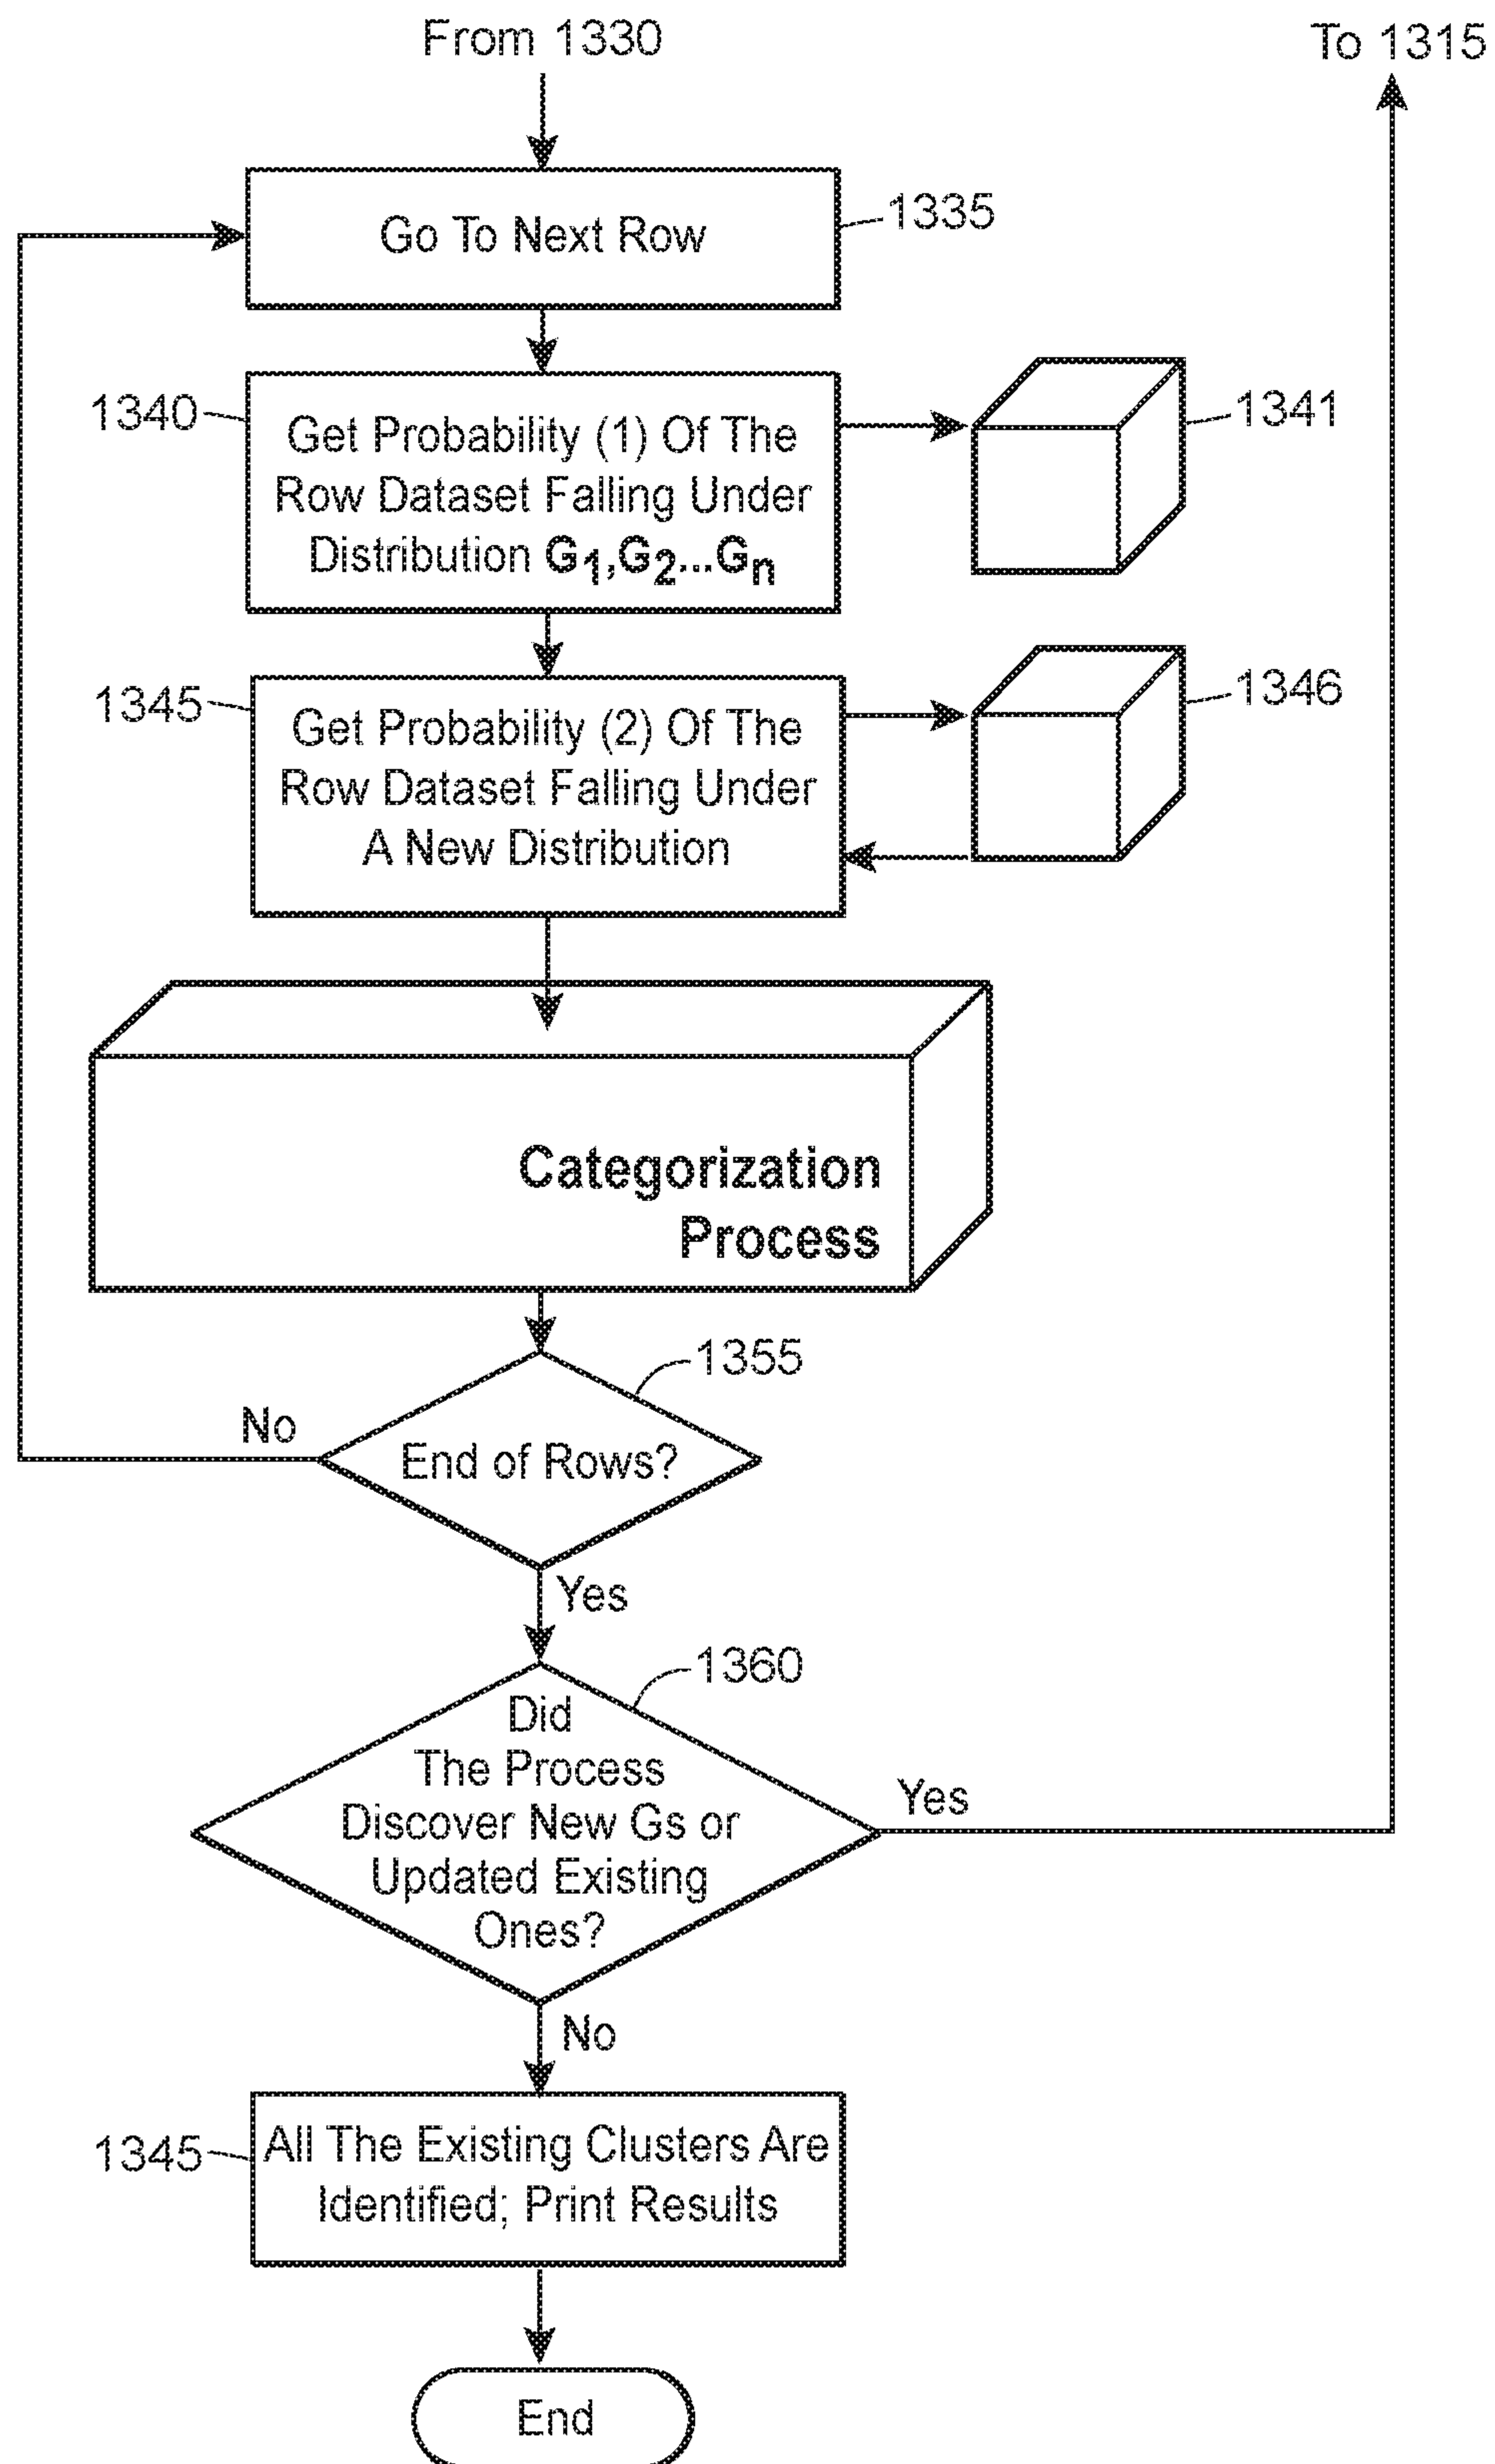 From 1330
To 1315
Go To Next Row
1335
1340
Get Probability (1) Of The
Row Dataset Falling Under
Distribution G1,G2...Gn
1341
1345
Get Probability (2) Of The
Row Dataset Falling Under
A New Distribution
1346
Categorization
Process
1355
No
End of Rows?
Yes
1360
Did
The Process
Discover New Gs or
Updated Existing
Ones?
Yes
No
1345
All The Existing Clusters Are
Identified; Print Results
End